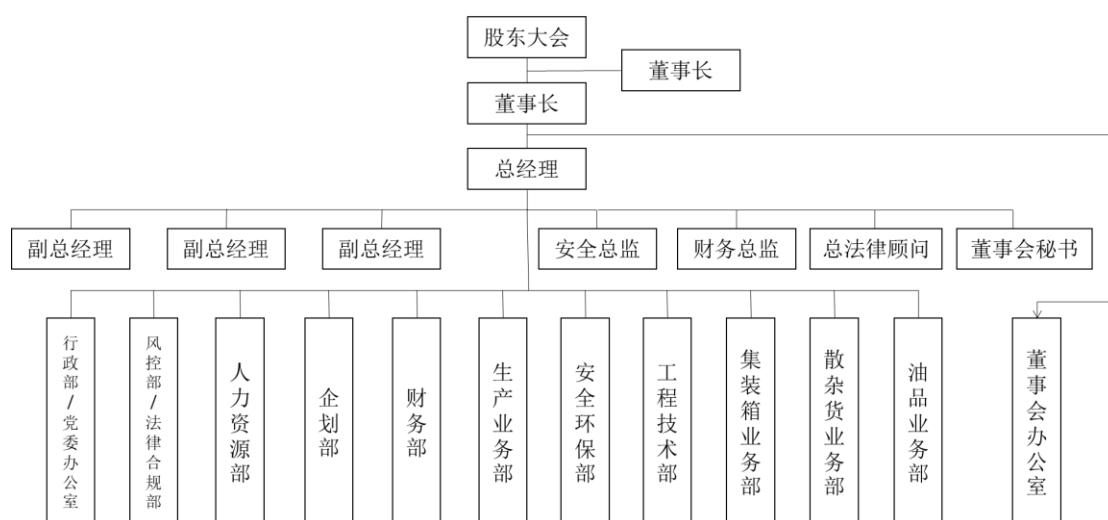 股东大会
董事长
董事长
总经理
副总经理
副总经理
副总经理
安全总监
财务总监
总法律顾问
董事会秘书
行政部/党委办公室
风控部/法律合规部
人力资源部
企划部
财务部
生产业务部
安全环保部
工程技术部
集装箱业务部
散杂货业务部
油品业务部
董事会办公室